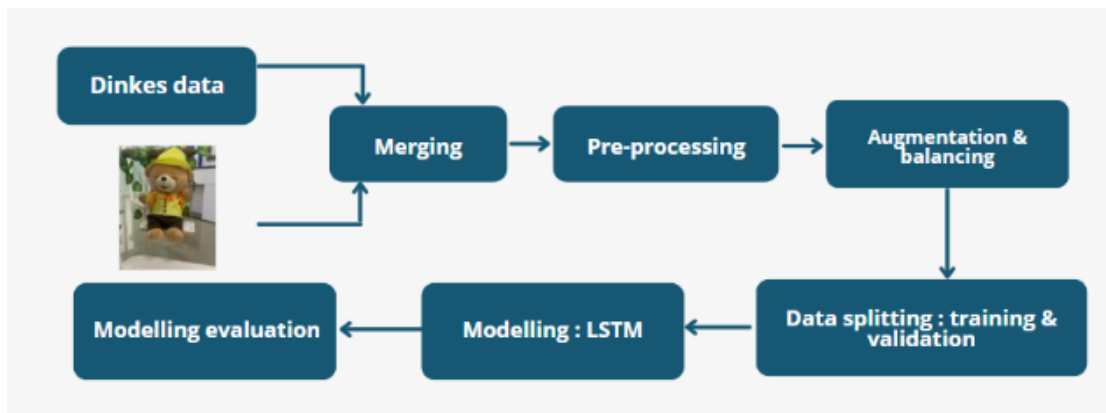 Dinkes data
Merging
Pre-processing
Augmentation &
balancing
Data splitting : training &
validation
Modelling : LSTM
Modelling evaluation